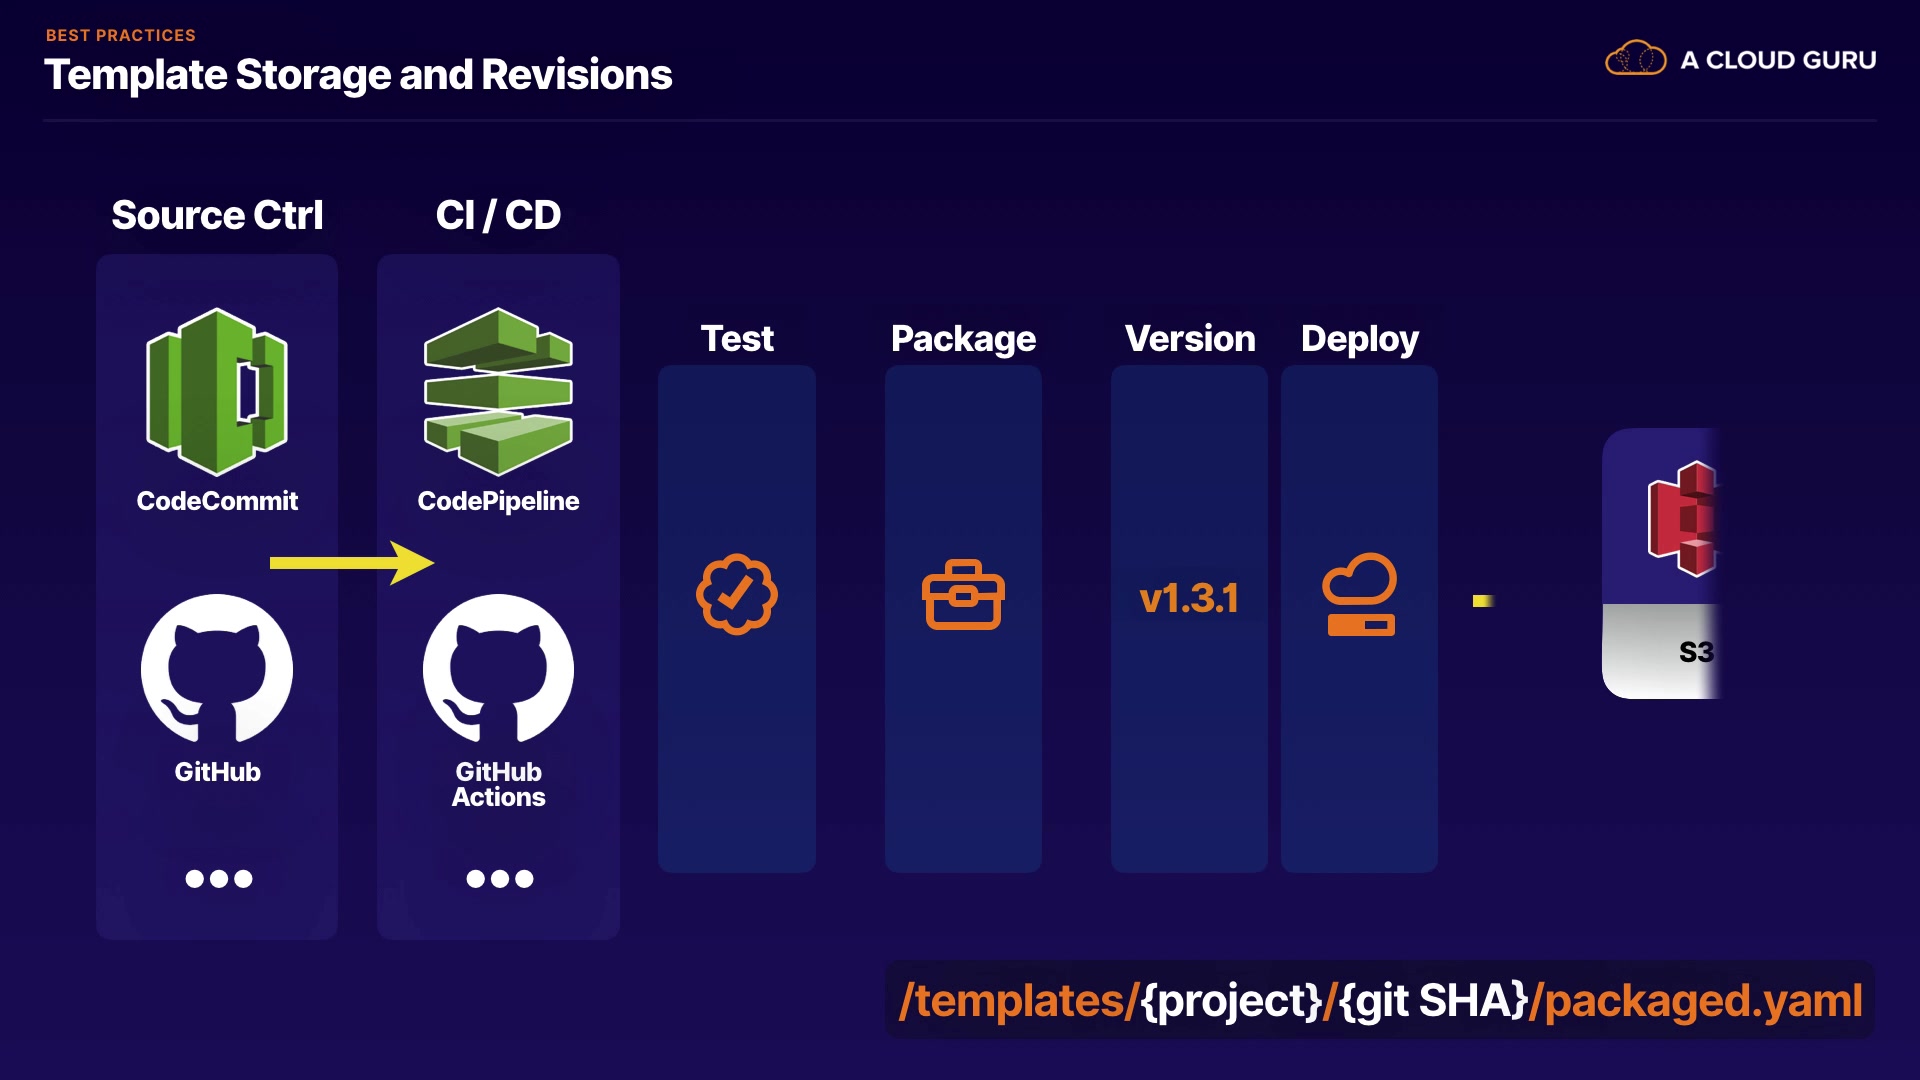 BEST PRACTICES
Template Storage and Revisions
A CLOUD GURU
Source Ctrl
CI / CD
CodeCommit
CodePipeline
GitHub
GitHub
Actions
Test
Package
Version
Deploy
v1.3.1
S3
/templates/{project}/{git SHA}/packaged.yaml